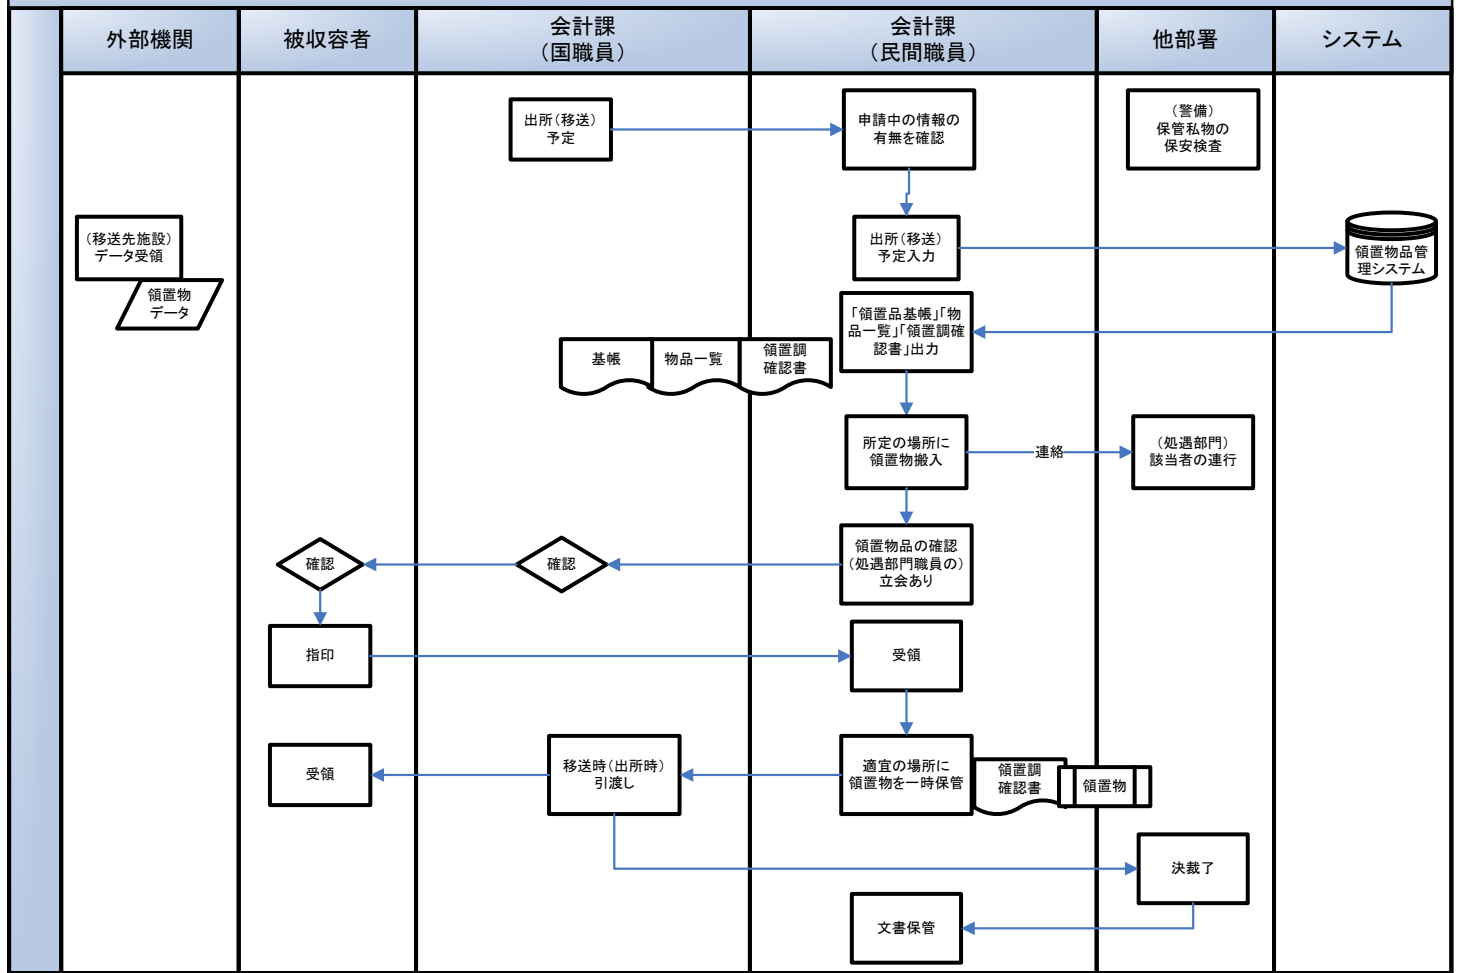 外部機関
被収容者
会計課
（国職員）
会計課
（民間職員）
他部署
システム
出所（移送）
予定
申請中の情報の
有無を確認
（警備）
保管私物の
保安検査
（移送先施設）
データ受領
領置物
データ
出所（移送）
予定入力
領置物品管
理システム
「領置品基帳」「物
品一覧」「領置調確
認書」出力
基帳
物品一覧
領置調
確認書
所定の場所に
領置物搬入
連絡
（処遇部門）
該当者の連行
確認
確認
領置物品の確認
（処遇部門職員の）
立会あり
指印
受領
受領
移送時（出所時）
引渡し
適宜の場所に
領置物を一時保管
領置調
確認書
領置物
決裁了
文書保管